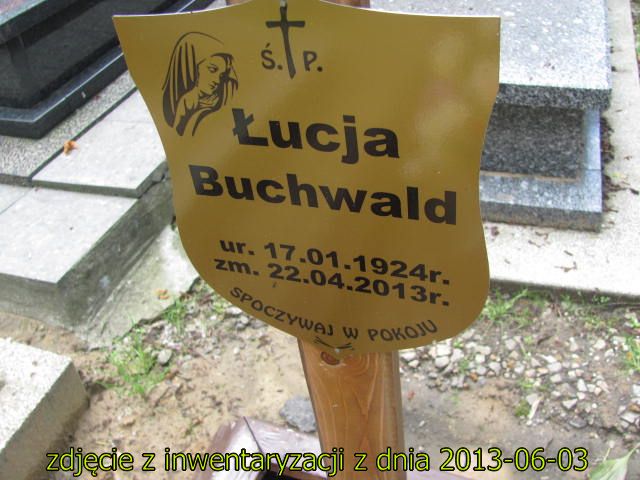 Ś. P.
Łucja
Buchwald
ur. 17.01.1924r.
zm. 22.04.2013r.
SPOCZYWAJ W POKOJU
zdjęcie z inwentaryzacji z dnia 2013-06-03